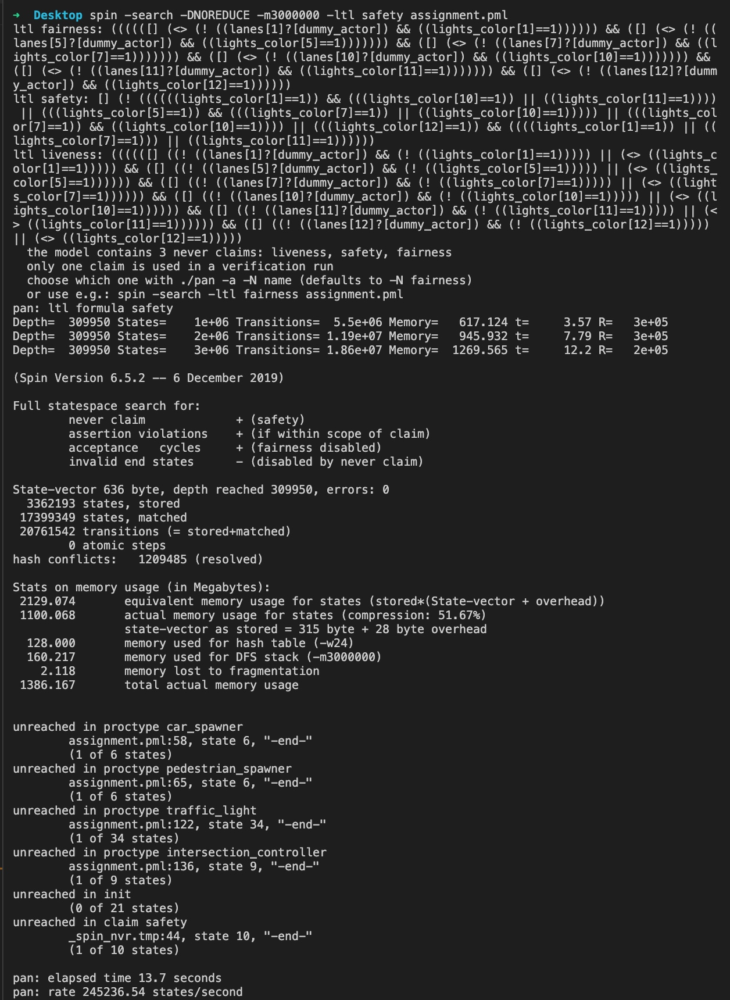 →  Desktop spin -search -DNOREDUCE -m3000000 -ltl safety assignment.pml
ltl fairness: ((((([] (<> (! ((lanes[1]?[dummy_actor]) && ((lights_color[1]==1)))))) && ([] (<> (! ((
lanes[5]?[dummy_actor]) && ((lights_color[5]==1))))))) && ([] (<> (! ((lanes[7]?[dummy_actor]) && ((l
ights_color[7]==1))))))) && ([] (<> (! ((lanes[10]?[dummy_actor]) && ((lights_color[10]==1))))))) &&
([] (<> (! ((lanes[11]?[dummy_actor]) && ((lights_color[11]==1))))))) && ([] (<> (! ((lanes[12]?[dumm
y_actor]) && ((lights_color[12]==1))))))
ltl safety: [] (! ((((((lights_color[1]==1)) && (((lights_color[10]==1)) || ((lights_color[11]==1))))
 || (((lights_color[5]==1)) && (((lights_color[7]==1)) || ((lights_color[10]==1))))) || (((lights_col
or[7]==1)) && ((lights_color[10]==1)))) || (((lights_color[12]==1)) && ((((lights_color[1]==1)) || ((
lights_color[7]==1))) || ((lights_color[11]==1))))))
ltl liveness: ((((([] ((! ((lanes[1]?[dummy_actor]) && (! ((lights_color[1]==1))))) || (<> ((lights_c
olor[1]==1))))) && ([] ((! ((lanes[5]?[dummy_actor]) && (! ((lights_color[5]==1))))) || (<> ((lights_
color[5]==1)))))) && ([] ((! ((lanes[7]?[dummy_actor]) && (! ((lights_color[7]==1))))) || (<> ((light
s_color[7]==1)))))) && ([] ((! ((lanes[10]?[dummy_actor]) && (! ((lights_color[10]==1))))) || (<> ((l
ights_color[10]==1)))))) && ([] ((! ((lanes[11]?[dummy_actor]) && (! ((lights_color[11]==1))))) || (<
> ((lights_color[11]==1)))))) && ([] ((! ((lanes[12]?[dummy_actor]) && (! ((lights_color[12]==1)))))
|| (<> ((lights_color[12]==1)))))
  the model contains 3 never claims: liveness, safety, fairness
  only one claim is used in a verification run
  choose which one with ./pan -a -N name (defaults to -N fairness)
  or use e.g.: spin -search -ltl fairness assignment.pml
pan: ltl formula safety
Depth=  309950 States=    1e+06 Transitions=  5.5e+06 Memory=   617.124 t=     3.57 R=   3e+05
Depth=  309950 States=    2e+06 Transitions= 1.19e+07 Memory=   945.932 t=     7.79 R=   3e+05
Depth=  309950 States=    3e+06 Transitions= 1.86e+07 Memory=  1269.565 t=     12.2 R=   2e+05
(Spin Version 6.5.2 -- 6 December 2019)
Full statespace search for:
        never claim             + (safety)
        assertion violations    + (if within scope of claim)
        acceptance   cycles     + (fairness disabled)
        invalid end states      - (disabled by never claim)
State-vector 636 byte, depth reached 309950, errors: 0
  3362193 states, stored
 17399349 states, matched
 20761542 transitions (= stored+matched)
        0 atomic steps
hash conflicts:   1209485 (resolved)
Stats on memory usage (in Megabytes):
 2129.074       equivalent memory usage for states (stored*(State-vector + overhead))
 1100.068       actual memory usage for states (compression: 51.67%)
                state-vector as stored = 315 byte + 28 byte overhead
  128.000       memory used for hash table (-w24)
  160.217       memory used for DFS stack (-m3000000)
    2.118       memory lost to fragmentation
 1386.167       total actual memory usage
unreached in proctype car_spawner
        assignment.pml:58, state 6, "-end-"
        (1 of 6 states)
unreached in proctype pedestrian_spawner
        assignment.pml:65, state 6, "-end-"
        (1 of 6 states)
unreached in proctype traffic_light
        assignment.pml:122, state 34, "-end-"
        (1 of 34 states)
unreached in proctype intersection_controller
        assignment.pml:136, state 9, "-end-"
        (1 of 9 states)
unreached in init
        (0 of 21 states)
unreached in claim safety
        _spin_nvr.tmp:44, state 10, "-end-"
        (1 of 10 states)
pan: elapsed time 13.7 seconds
pan: rate 245236.54 states/second